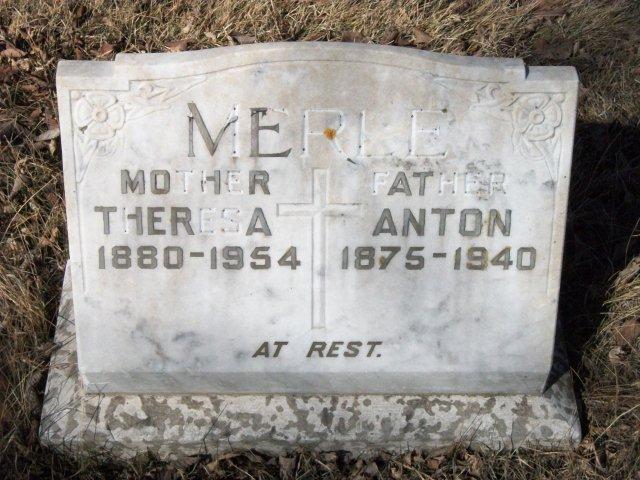 MERLE
MOTHER FATHER
THERESA ANTON
1880-1954 1875-1940
AT REST.